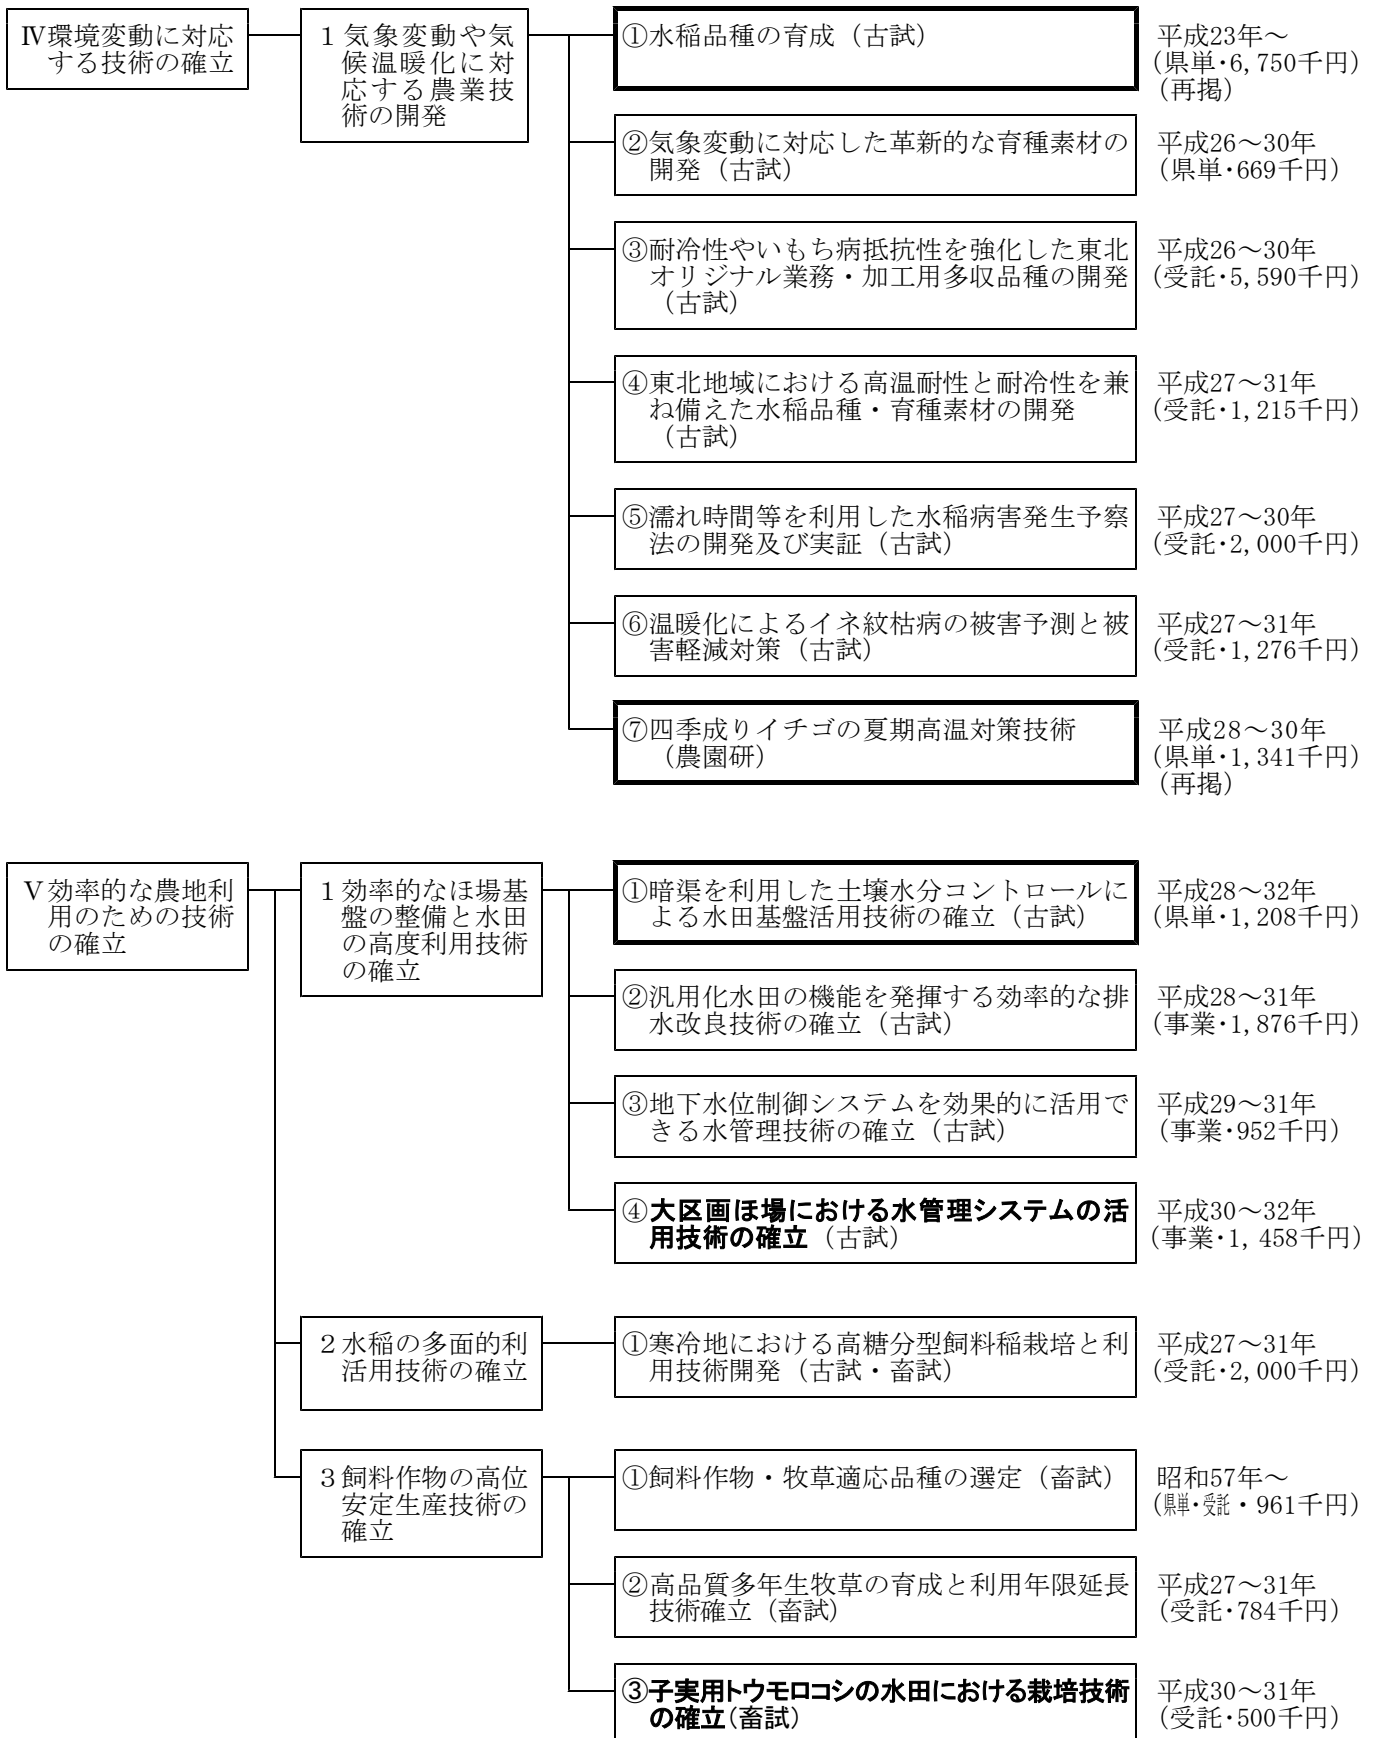 Ⅳ環境変動に対応
する技術の確立
１気象変動や気
候温暖化に対
応する農業技
術の開発
①水稲品種の育成（古試）
平成23年～
（県単・6,750千円）
（再掲）
②気象変動に対応した革新的な育種素材の
開発（古試）
平成26～30年
（県単・669千円）
③耐冷性やいもち病抵抗性を強化した東北
オリジナル業務・加工用多収品種の開発
（古試）
平成26～30年
（受託・5,590千円）
④東北地域における高温耐性と耐冷性を兼
ね備えた水稲品種・育種素材の開発
（古試）
平成27～31年
（受託・1,215千円）
⑤濡れ時間等を利用した水稲病害発生予察
法の開発及び実証（古試）
平成27～30年
（受託・2,000千円）
⑥温暖化によるイネ紋枯病の被害予測と被
害軽減対策（古試）
平成27～31年
（受託・1,276千円）
⑦四季成りイチゴの夏期高温対策技術
（農園研）
平成28～30年
（県単・1,341千円）
（再掲）
Ⅴ効率的な農地利
用のための技術
の確立
１効率的なほ場基
盤の整備と水田
の高度利用技術
の確立
①暗渠を利用した土壌水分コントロールに
よる水田基盤活用技術の確立（古試）
平成28～32年
（県単・1,208千円）
②汎用化水田の機能を発揮する効率的な排
水改良技術の確立（古試）
平成28～31年
（事業・1,876千円）
③地下水位制御システムを効果的に活用で
きる水管理技術の確立（古試）
平成29～31年
（事業・952千円）
④大区画ほ場における水管理システムの活
用技術の確立（古試）
平成30～32年
（事業・1, 458千円）
２水稲の多面的利
活用技術の確立
①寒冷地における高糖分型飼料稲栽培と利
用技術開発（古試・畜試）
平成27～31年
（受託・2,000千円）
３飼料作物の高位
安定生産技術の
確立
①飼料作物・牧草適応品種の選定（畜試）
昭和57年～
（県単・受託・961千円）
②高品質多年生牧草の育成と利用年限延長
技術確立（畜試）
平成27～31年
（受託・784千円）
③子実用トウモロコシの水田における栽培技術
の確立（畜試）
平成30～31年
（受託・500千円）